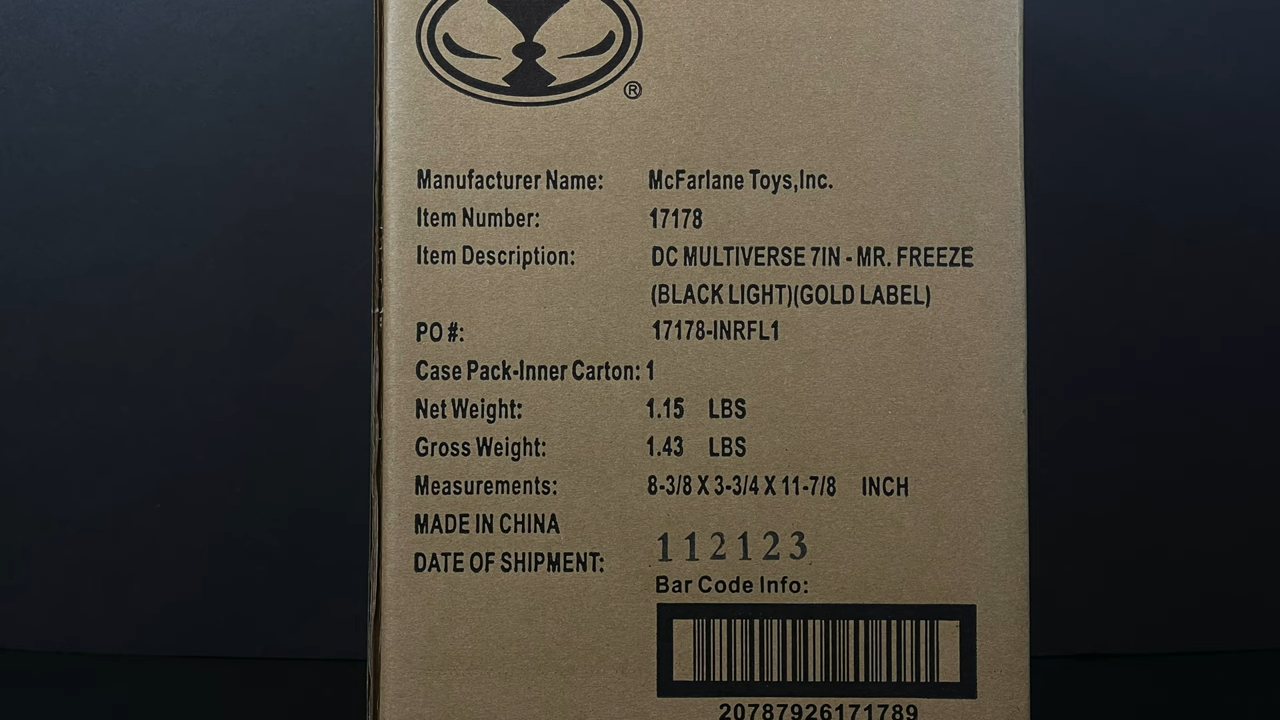 ®
Manufacturer Name: McFarlane Toys,Inc.
Item Number: 17178
Item Description: DC MULTIVERSE 7IN - MR. FREEZE
(BLACK LIGHT)(GOLD LABEL)
PO #: 17178-INRFL1
Case Pack-Inner Carton: 1
Net Weight: 1.15 LBS
Gross Weight: 1.43 LBS
Measurements: 8-3/8 X 3-3/4 X 11-7/8 INCH
MADE IN CHINA
DATE OF SHIPMENT: 112123
Bar Code Info:
20787926171789